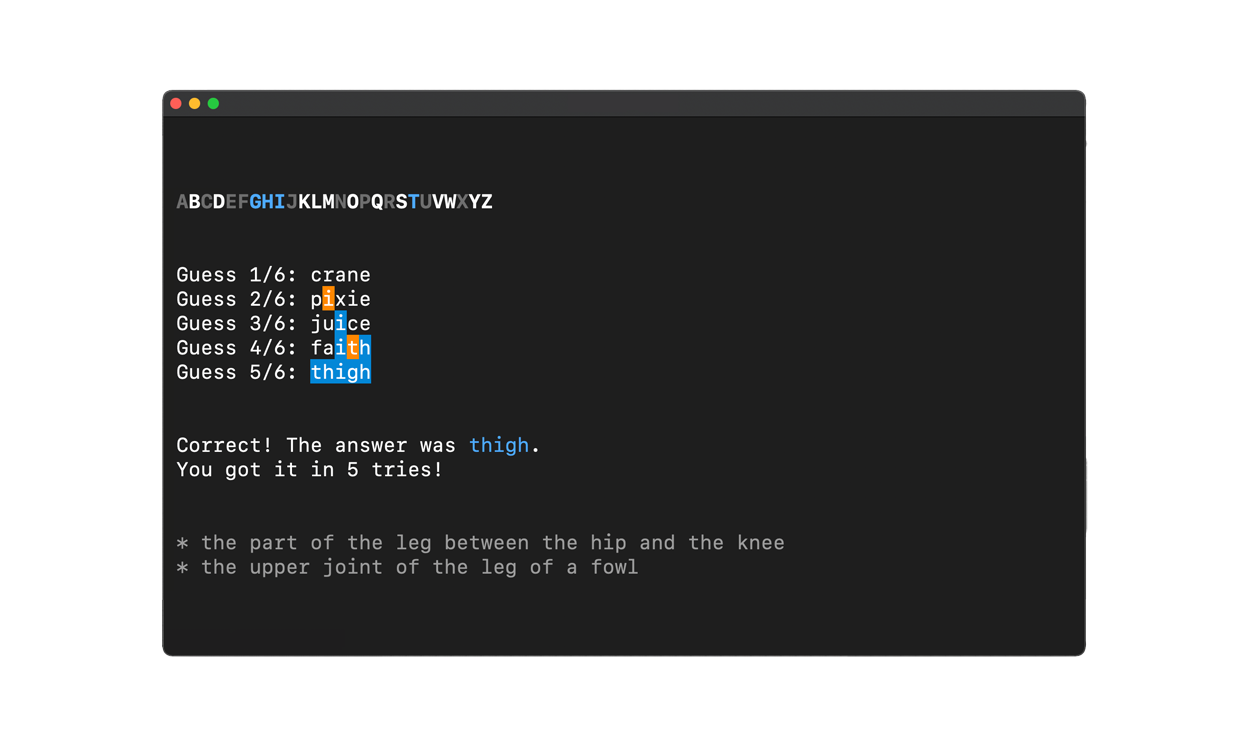 ABCDEFGHIJKLMNOPQRSTUVWXYZ
Guess 1/6: crane
Guess 2/6: pixie
Guess 3/6: juice
Guess 4/6: faith
Guess 5/6: thigh
Correct! The answer was thigh.
You got it in 5 tries!
* the part of the leg between the hip and the knee
* the upper joint of the leg of a fowl